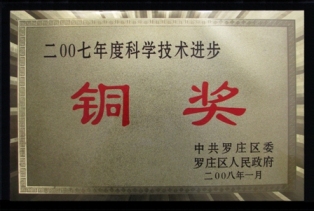 二00七年度科学技术进步
铜奖
中共罗庄区委
罗庄区人民政府
二00八年一月